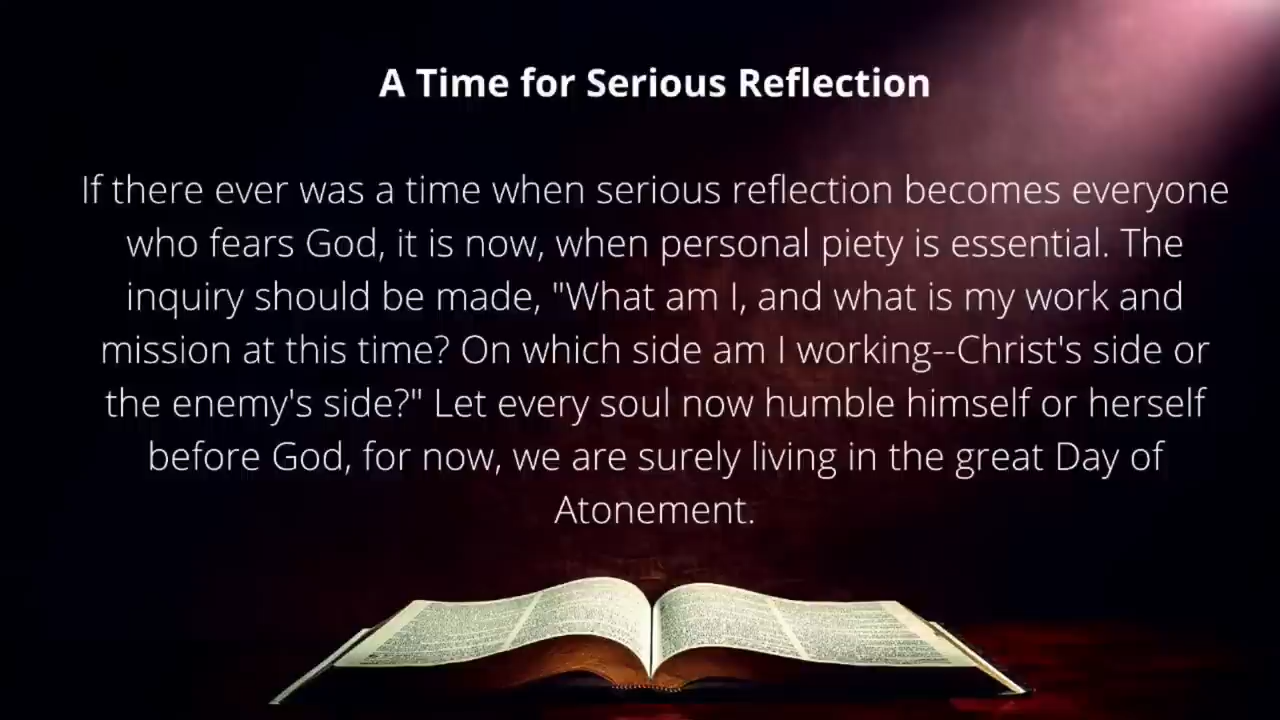 A Time for Serious Reflection
If there ever was a time when serious reflection becomes everyone
who fears God, it is now, when personal piety is essential. The
inquiry should be made, "What am I, and what is my work and
mission at this time? On which side am I working--Christ's side or
the enemy's side?" Let every soul now humble himself or herself
before God, for now, we are surely living in the great Day of
Atonement.